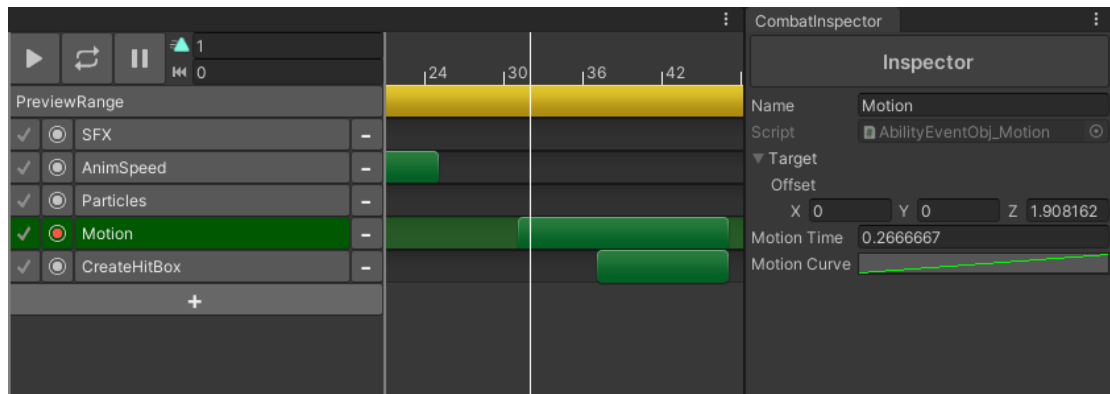 CombatInspector
1
0
24 30 36 42
Inspector
PreviewRange
SFX
AnimSpeed
Particles
Motion
CreateHitBox
+
Name Motion
Script AbilityEventObj_Motion
Target
Offset
X 0 Y 0 Z 1.908162
Motion Time 0.2666667
Motion Curve